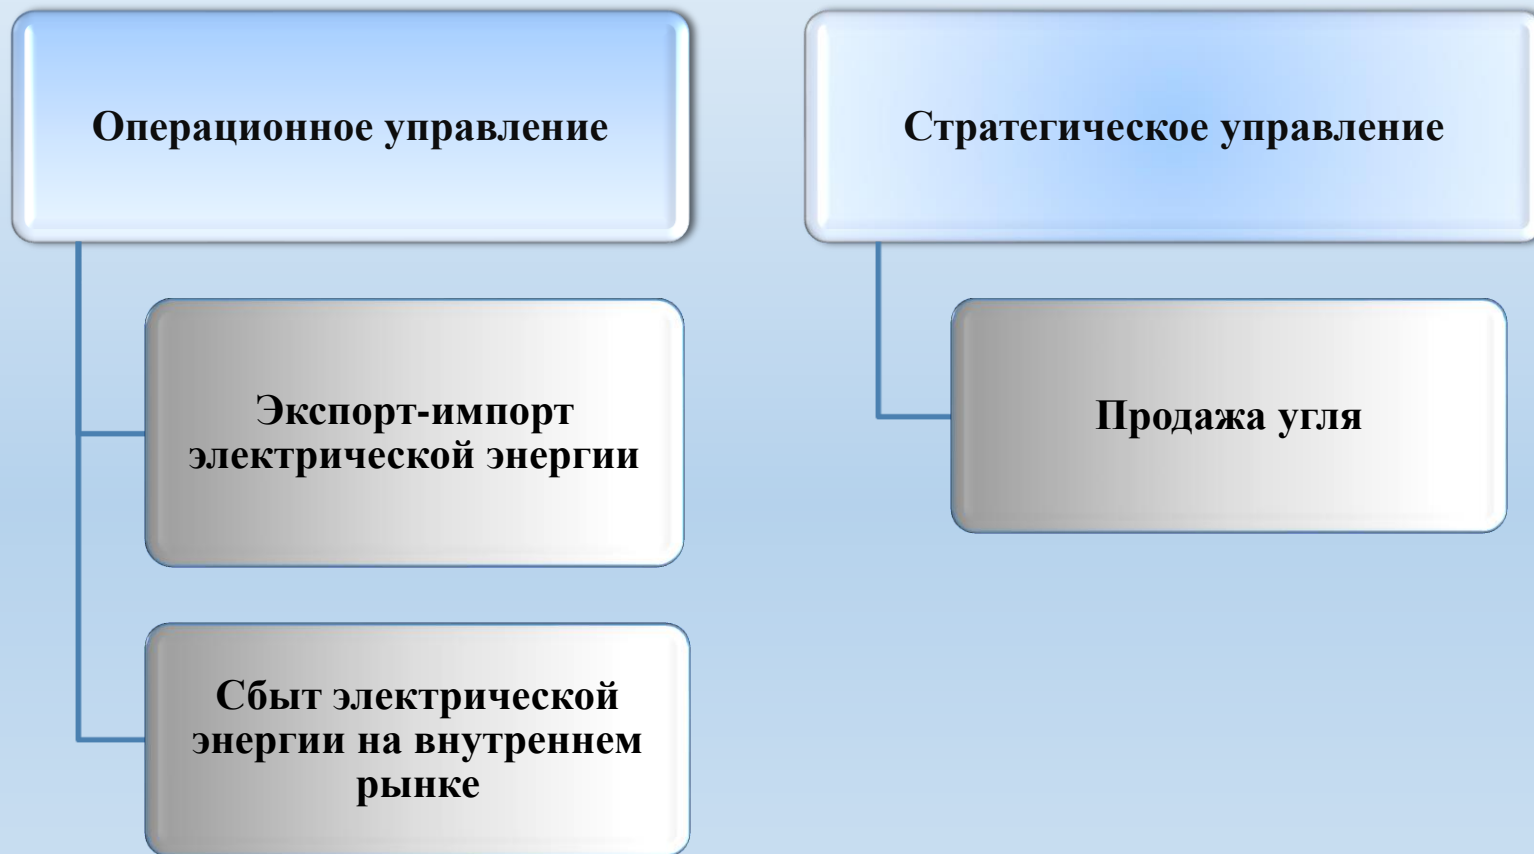 Операционное управление
Экспорт-импорт
электрической энергии
Сбыт электрической
энергии на внутреннем
рынке
Стратегическое управление
Продажа угля